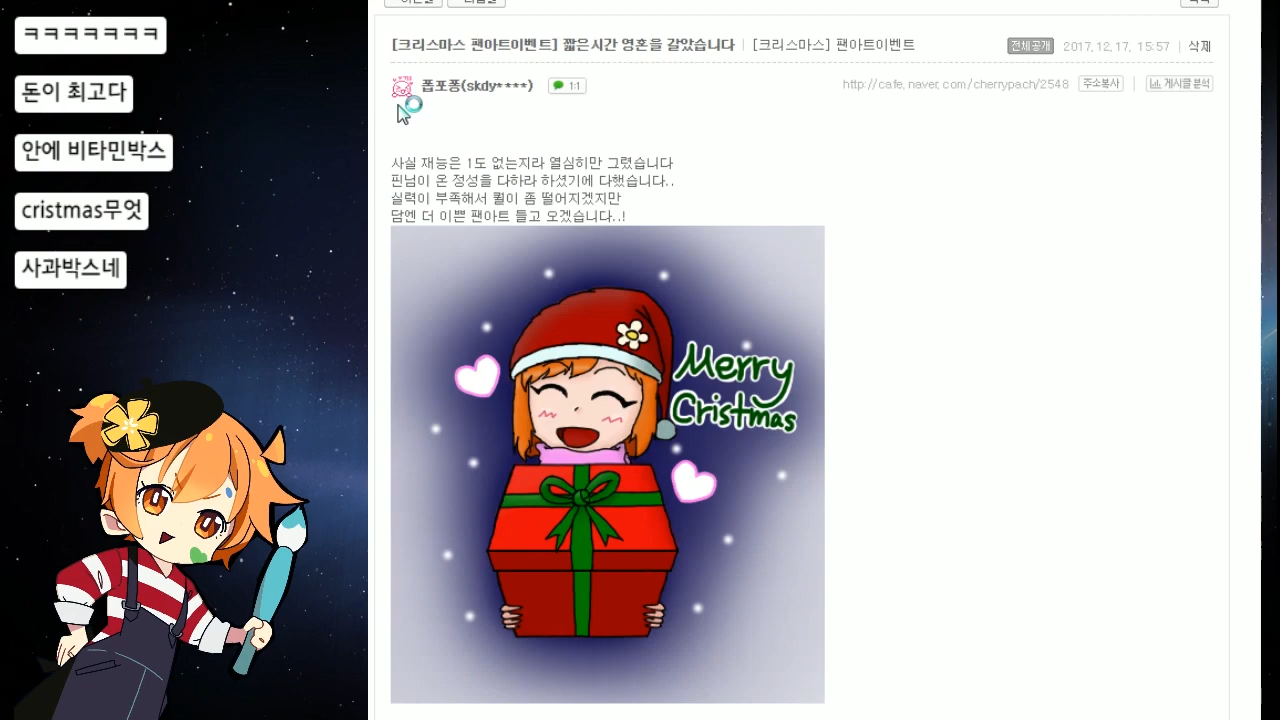 ㅋㅋㅋㅋㅋㅋㅋ
돈이 최고다
안에 비타민박스
cristmas무엇
사과박스네
[크리스마스 팬아트이벤트] 짧은시간 영혼을 갈았습니다 | [크리스마스] 팬아트이벤트
전체공개 2017.12.17. 15:57 | 삭제
폼포퐁(skdy****) 1:1
http://cafe.naver.com/cherrypach/2548 주소복사 | 게시글 분석
사실 재능은 1도 없는지라 열심히만 그렸습니다
핀님이 온 정성을 다하라 하셨기에 다했습니다..
실력이 부족해서 퀄이 좀 떨어지겠지만
담엔 더 이쁜 팬아트 들고 오겠습니다..!
Merry
Cristmas